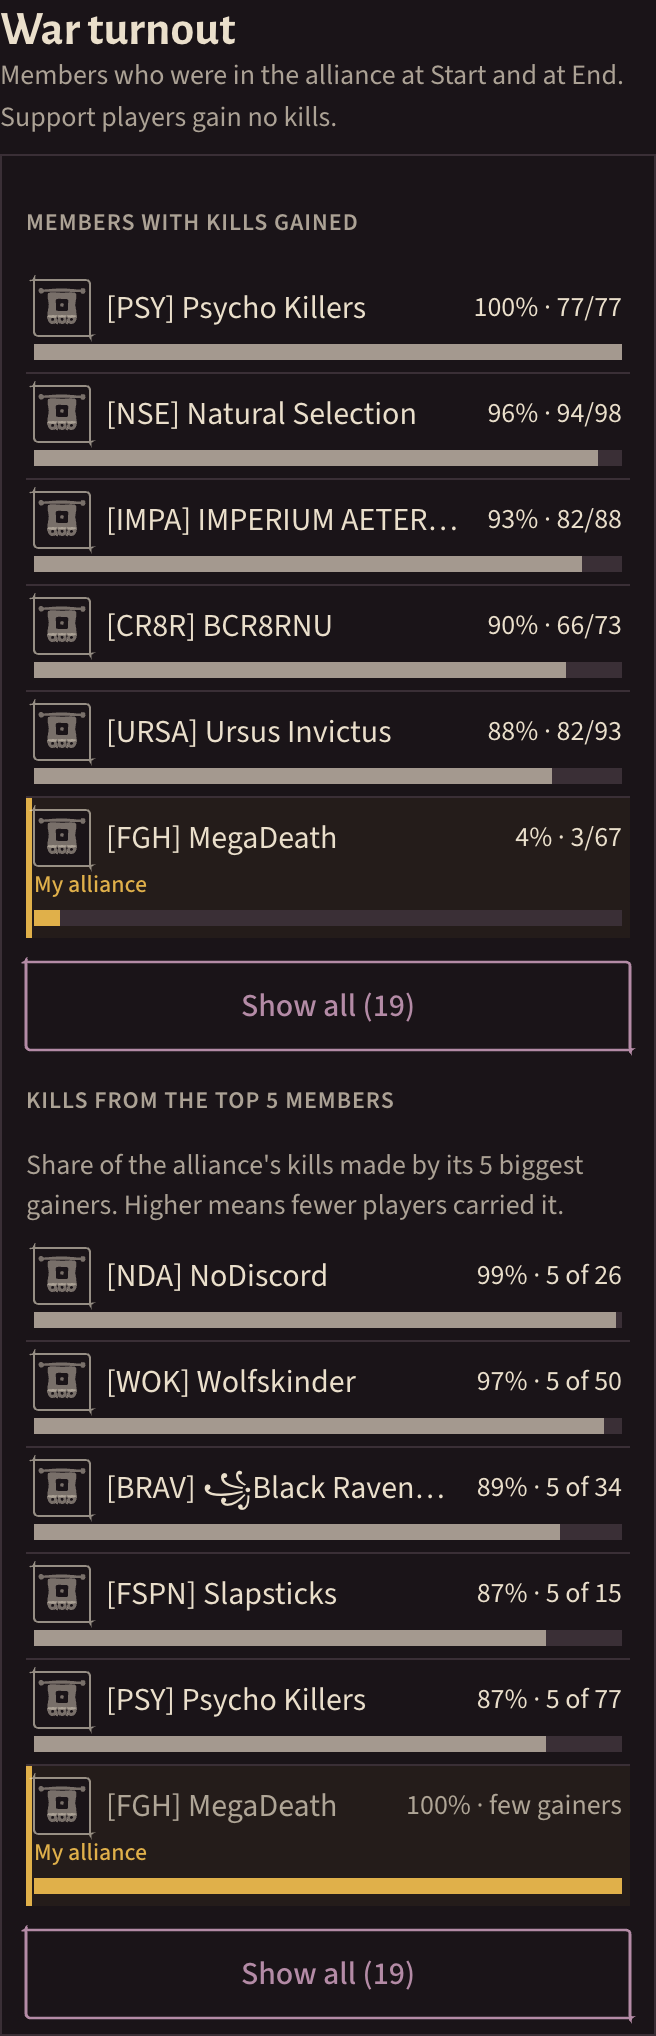 War turnout
Members who were in the alliance at Start and at End.
Support players gain no kills.
MEMBERS WITH KILLS GAINED
[PSY] Psycho Killers 100% · 77/77
[NSE] Natural Selection 96% · 94/98
[IMPA] IMPERIUM AETER… 93% · 82/88
[CR8R] BCR8RNU 90% · 66/73
[URSA] Ursus Invictus 88% · 82/93
[FGH] MegaDeath 4% · 3/67
My alliance
Show all (19)
KILLS FROM THE TOP 5 MEMBERS
Share of the alliance's kills made by its 5 biggest
gainers. Higher means fewer players carried it.
[NDA] NoDiscord 99% · 5 of 26
[WOK] Wolfskinder 97% · 5 of 50
[BRAV] ꧁Black Raven… 89% · 5 of 34
[FSPN] Slapsticks 87% · 5 of 15
[PSY] Psycho Killers 87% · 5 of 77
[FGH] MegaDeath 100% · few gainers
My alliance
Show all (19)